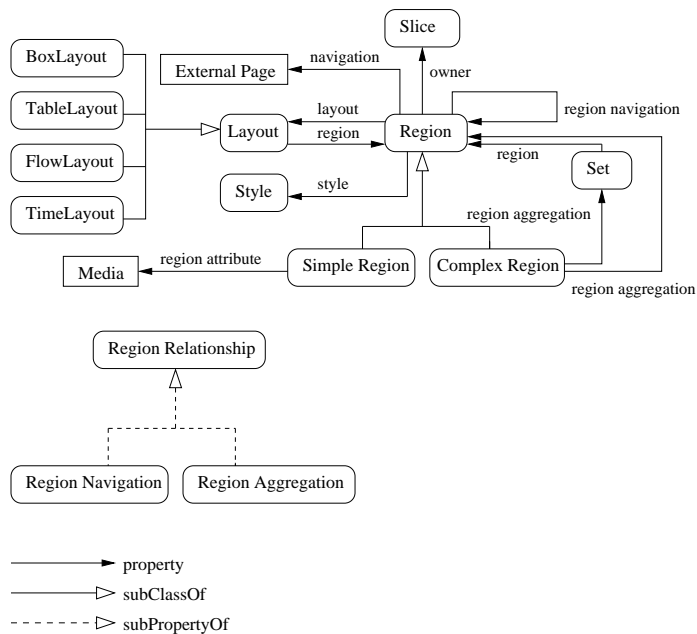 Slice
BoxLayout
navigation
External Page
owner
TableLayout
layout
region navigation
Layout
Region
region
region
FlowLayout
Set
Style
style
TimeLayout
region aggregation
region attribute
Simple Region
Complex Region
Media
region aggregation
Region Relationship
Region Navigation
Region Aggregation
property
subClassOf
subPropertyOf